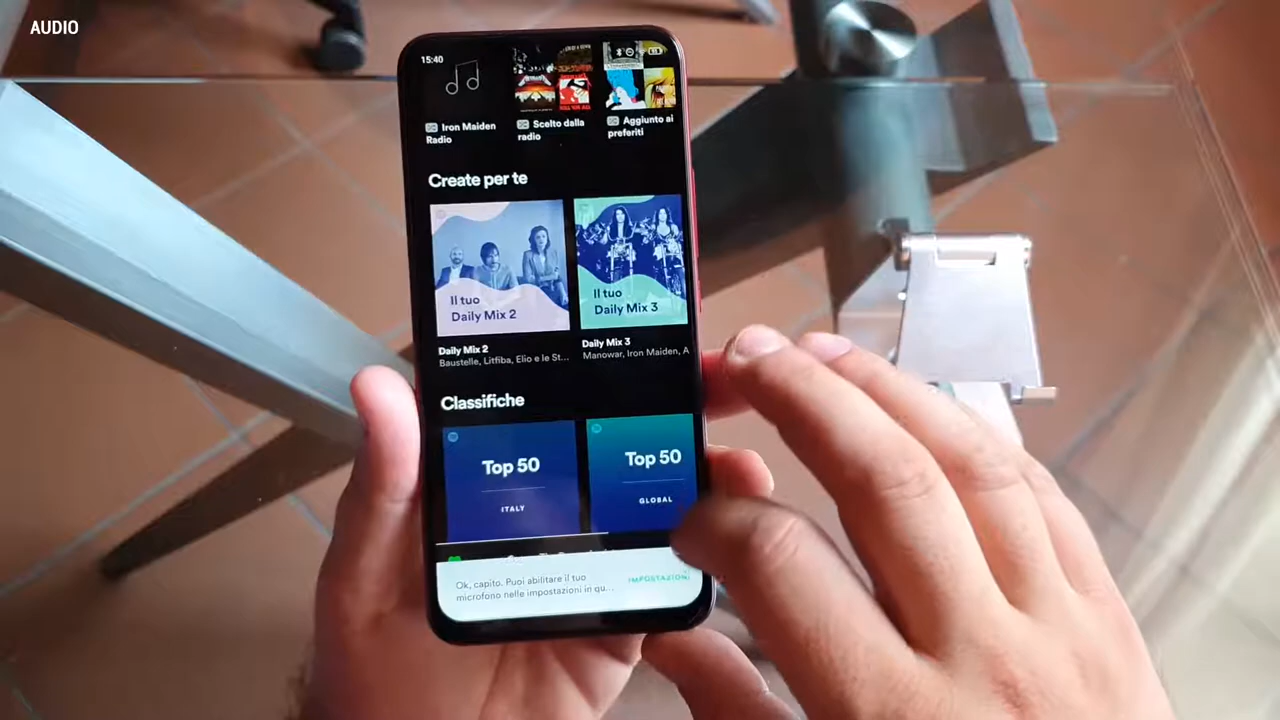 AUDIO
15:40
Iron Maiden
Radio
Scelto dalla
radio
Aggiunto ai
preferiti
Create per te
Il tuo
Daily Mix 2
Il tuo
Daily Mix 3
Daily Mix 2
Baustelle, Litfiba, Elio e le St...
Daily Mix 3
Manowar, Iron Maiden, A
Classifiche
Top 50
ITALY
Top 50
GLOBAL
Ok, capito. Puoi abilitare il tuo
microfono nelle impostazioni in qu...
IMPOSTAZIONI